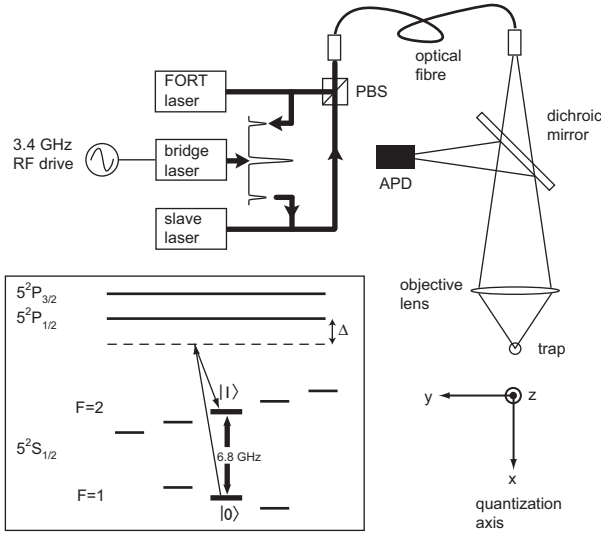 FORT
laser
3.4 GHz
RF drive
bridge
laser
slave
laser
PBS
optical
fibre
dichroic
mirror
APD
objective
lens
trap
y
z
x
quantization
axis
5²P₃/₂
5²P₁/₂
Δ
|1⟩
F=2
6.8 GHz
5²S₁/₂
F=1
|0⟩